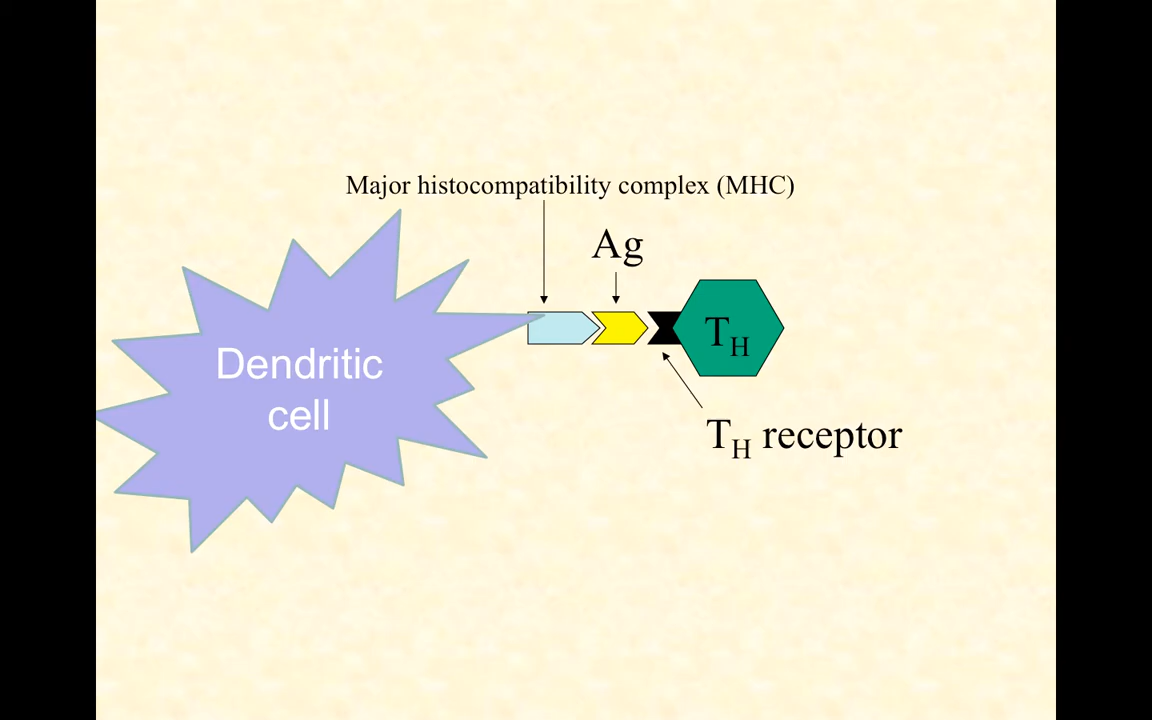 Major histocompatibility complex (MHC)
Ag
Dendritic
cell
TH
TH receptor